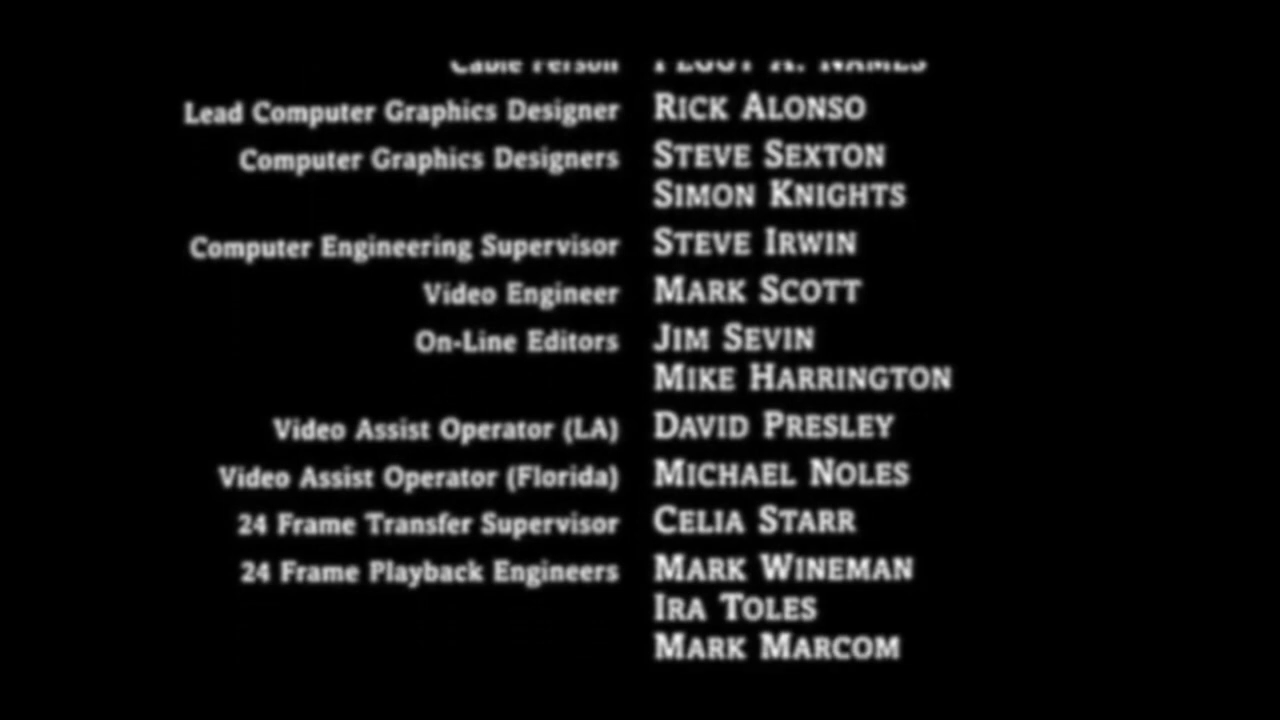 Cable Person PEGGY A. NAMES
Lead Computer Graphics Designer RICK ALONSO
Computer Graphics Designers STEVE SEXTON
SIMON KNIGHTS
Computer Engineering Supervisor STEVE IRWIN
Video Engineer MARK SCOTT
On-Line Editors JIM SEVIN
MIKE HARRINGTON
Video Assist Operator (LA) DAVID PRESLEY
Video Assist Operator (Florida) MICHAEL NOLES
24 Frame Transfer Supervisor CELIA STARR
24 Frame Playback Engineers MARK WINEMAN
IRA TOLES
MARK MARCOM